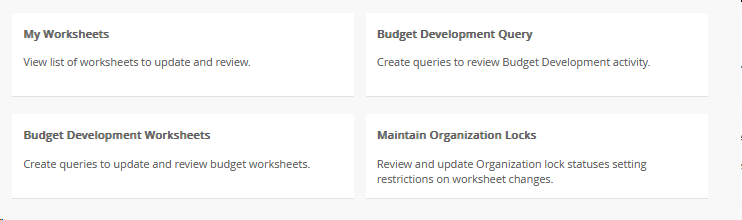 My Worksheets
View list of worksheets to update and review.
Budget Development Query
Create queries to review Budget Development activity.
Budget Development Worksheets
Create queries to update and review budget worksheets.
Maintain Organization Locks
Review and update Organization lock statuses setting
restrictions on worksheet changes.